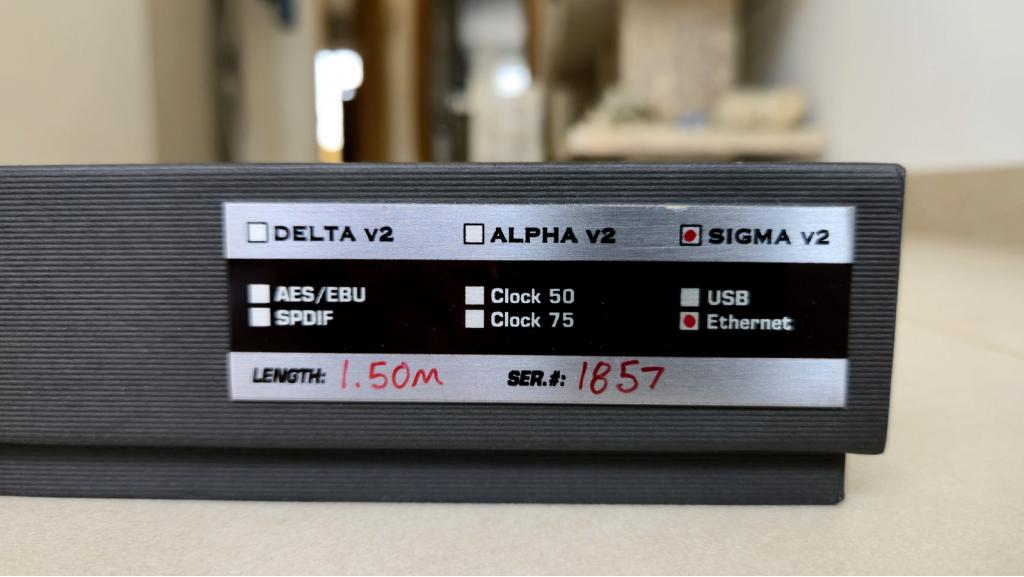 DELTA v2 ALPHA v2 SIGMA v2
AES/EBU Clock 50 USB
SPDIF Clock 75 Ethernet
LENGTH: 1.50M SER.#: 1857